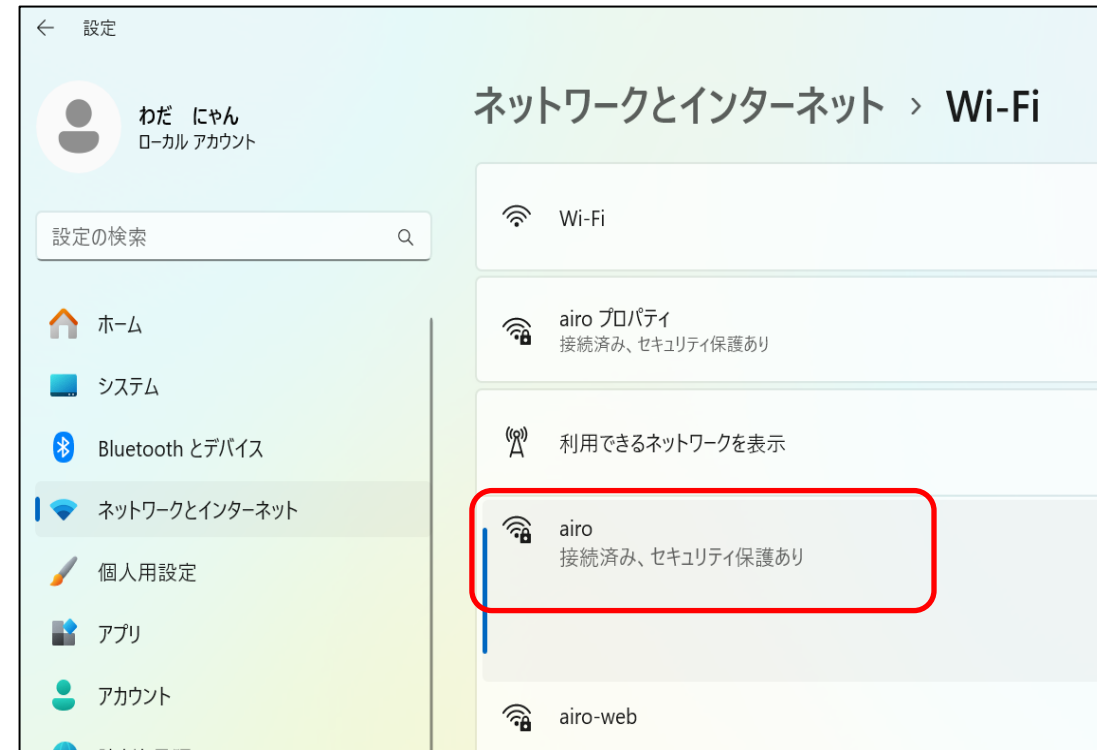 設定
わだ にゃん
ローカル アカウント
設定の検索
ホーム
システム
Bluetooth とデバイス
ネットワークとインターネット
個人用設定
アプリ
アカウント
ネットワークとインターネット › Wi-Fi
Wi-Fi
airo プロパティ
接続済み、セキュリティ保護あり
利用できるネットワークを表示
airo
接続済み、セキュリティ保護あり
airo-web